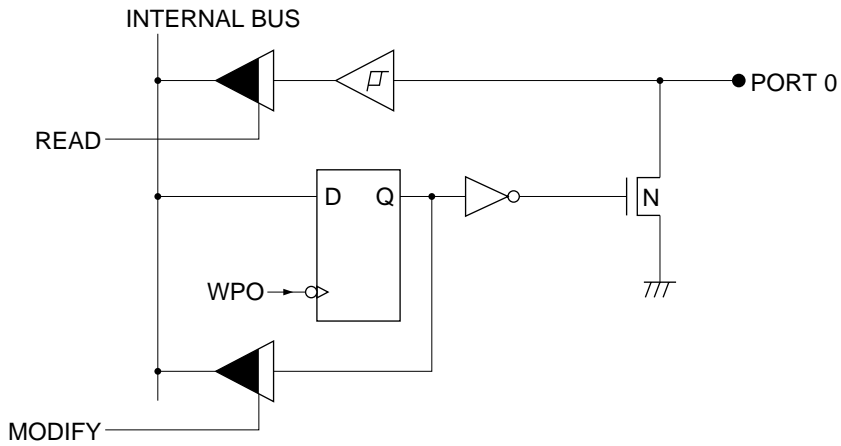 INTERNAL BUS
PORT 0
READ
D Q
N
WPO
MODIFY